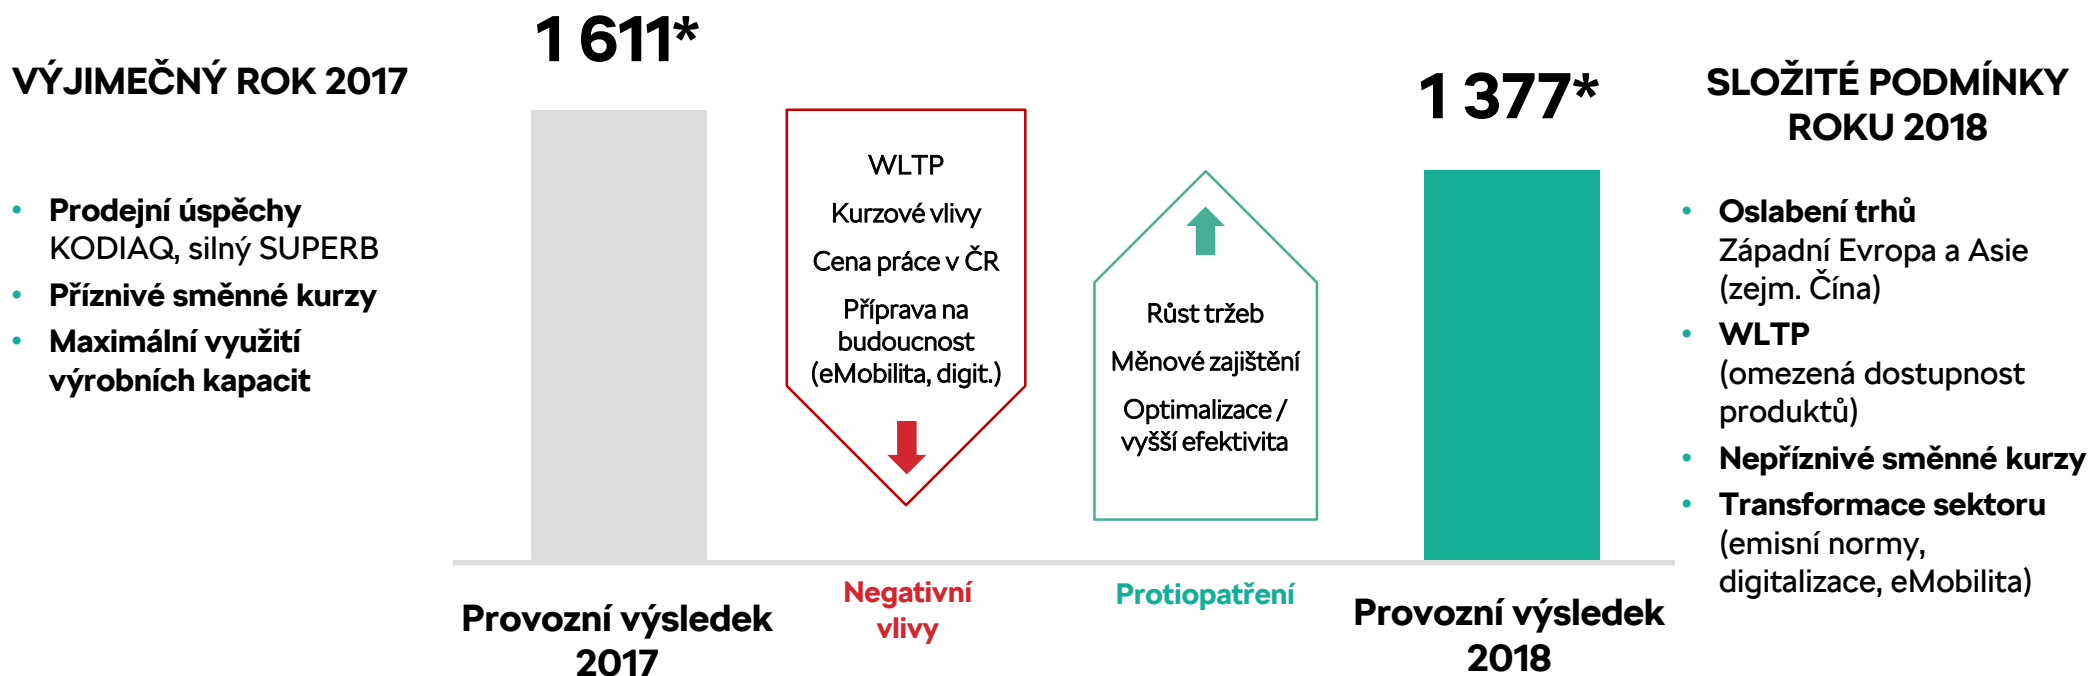 VÝJIMEČNÝ ROK 2017
• Prodejní úspěchy
KODIAQ, silný SUPERB
• Příznivé směnné kurzy
• Maximální využití
výrobních kapacit
1 611*
Provozní výsledek
2017
WLTP
Kurzové vlivy
Cena práce v ČR
Příprava na
budoucnost
(eMobilita, digit.)
Negativní
vlivy
Růst tržeb
Měnové zajištění
Optimalizace /
vyšší efektivita
Protiopatření
1 377*
Provozní výsledek
2018
SLOŽITÉ PODMÍNKY
ROKU 2018
• Oslabení trhů
Západní Evropa a Asie
(zejm. Čína)
• WLTP
(omezená dostupnost
produktů)
• Nepříznivé směnné kurzy
• Transformace sektoru
(emisní normy,
digitalizace, eMobilita)